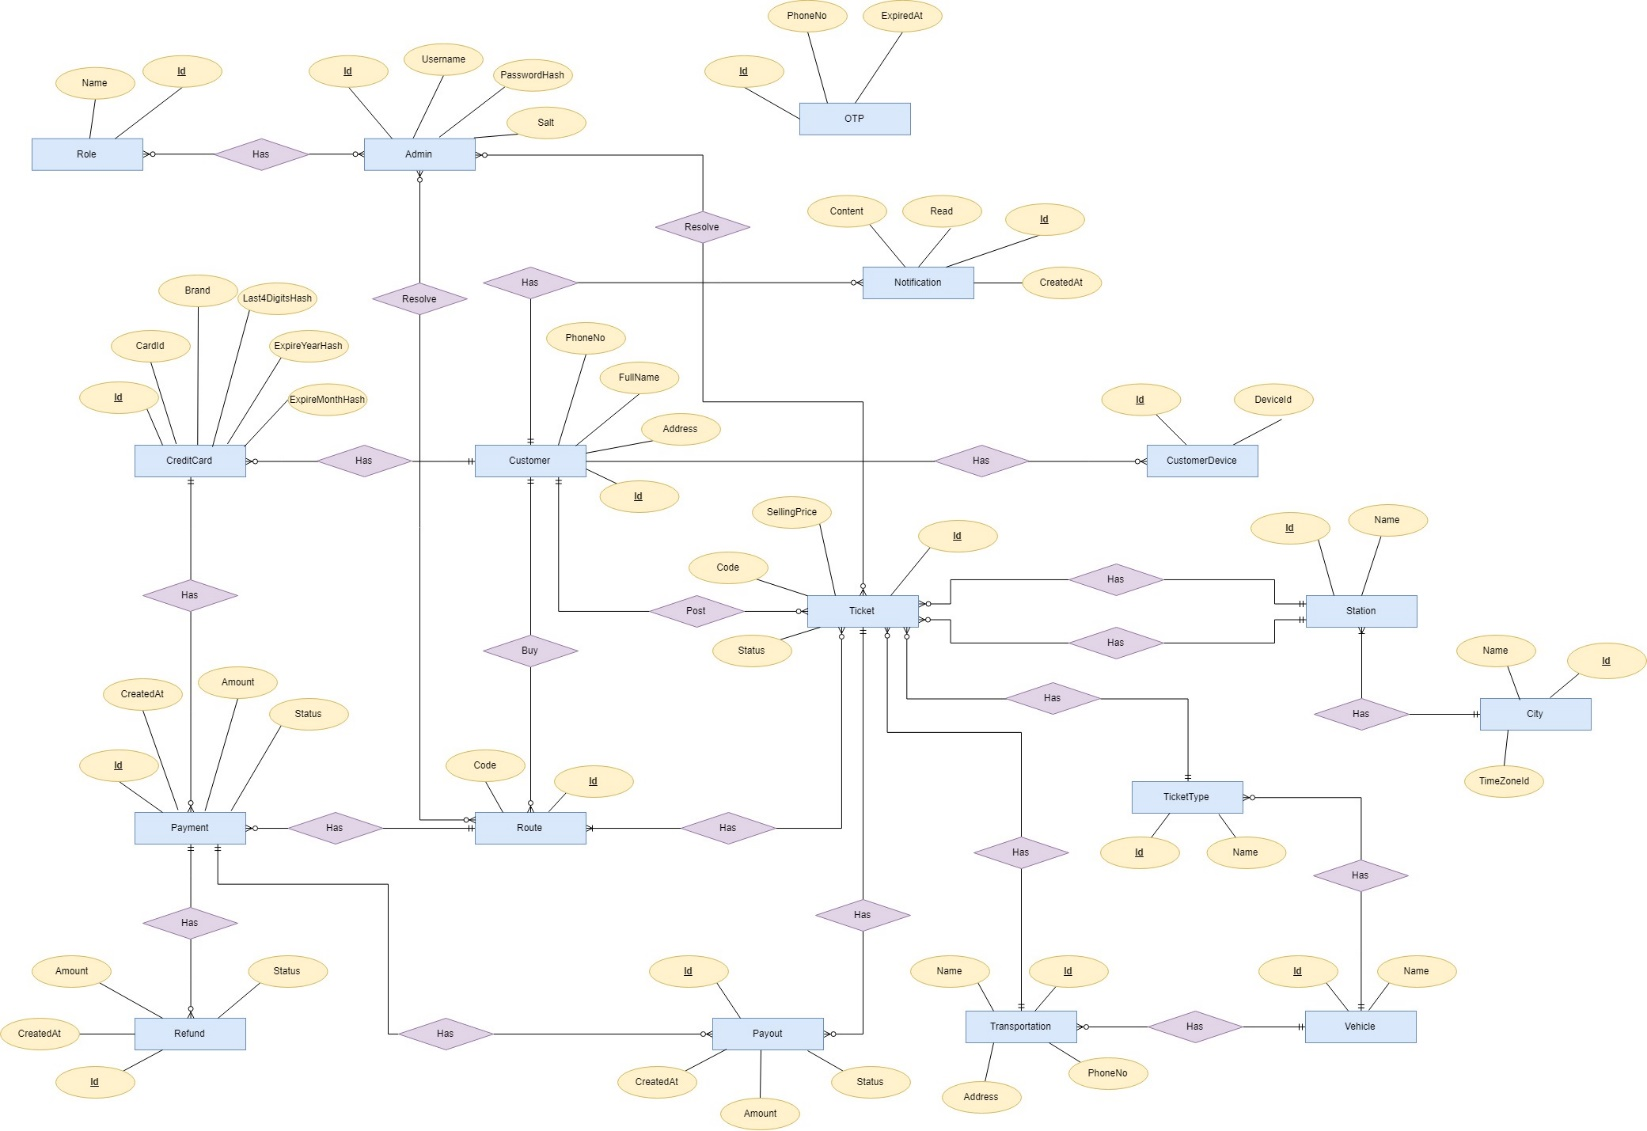 PhoneNo
ExpiredAt
Id
OTP
Name
Id
Role
Has
Id
Username
PasswordHash
Salt
Admin
Resolve
Resolve
Content
Read
Id
CreatedAt
Notification
Has
Brand
Last4DigitsHash
CardId
ExpireYearHash
Id
ExpireMonthHash
CreditCard
Has
PhoneNo
FullName
Address
Id
Customer
Has
Id
DeviceId
CustomerDevice
SellingPrice
Id
Code
Status
Ticket
Post
Has
Has
Id
Name
Station
Has
Name
Id
City
TimeZoneId
Has
Has
Buy
CreatedAt
Amount
Status
Id
Payment
Has
Code
Id
Route
Has
TicketType
Id
Name
Has
Has
Has
Has
Amount
Status
CreatedAt
Id
Refund
Has
Id
Payout
CreatedAt
Amount
Status
Name
Id
Transportation
Address
PhoneNo
Has
Id
Name
Vehicle